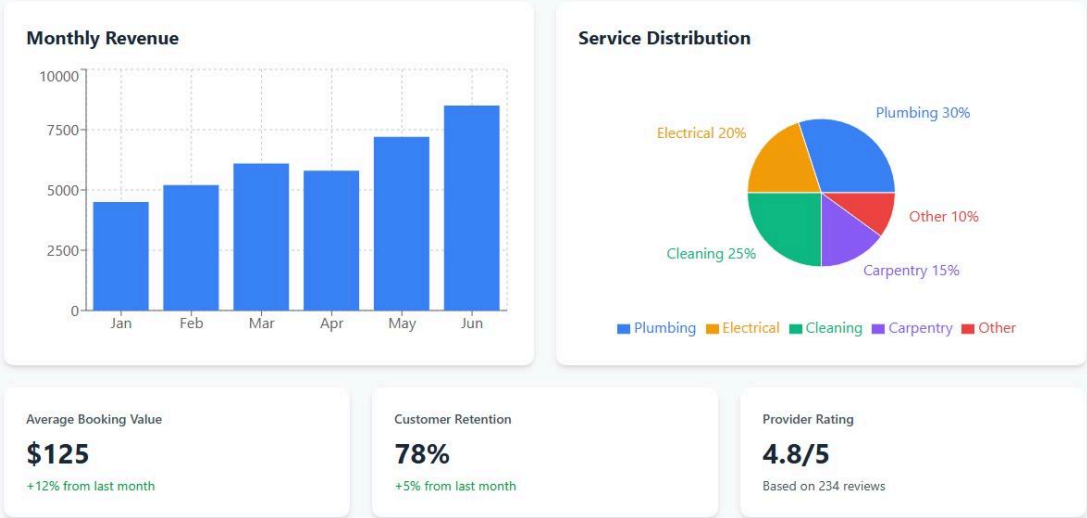 Monthly Revenue
10000
7500
5000
2500
0
Jan Feb Mar Apr May Jun
Service Distribution
Plumbing 30%
Electrical 20%
Other 10%
Cleaning 25%
Carpentry 15%
Plumbing Electrical Cleaning Carpentry Other
Average Booking Value
$125
+12% from last month
Customer Retention
78%
+5% from last month
Provider Rating
4.8/5
Based on 234 reviews